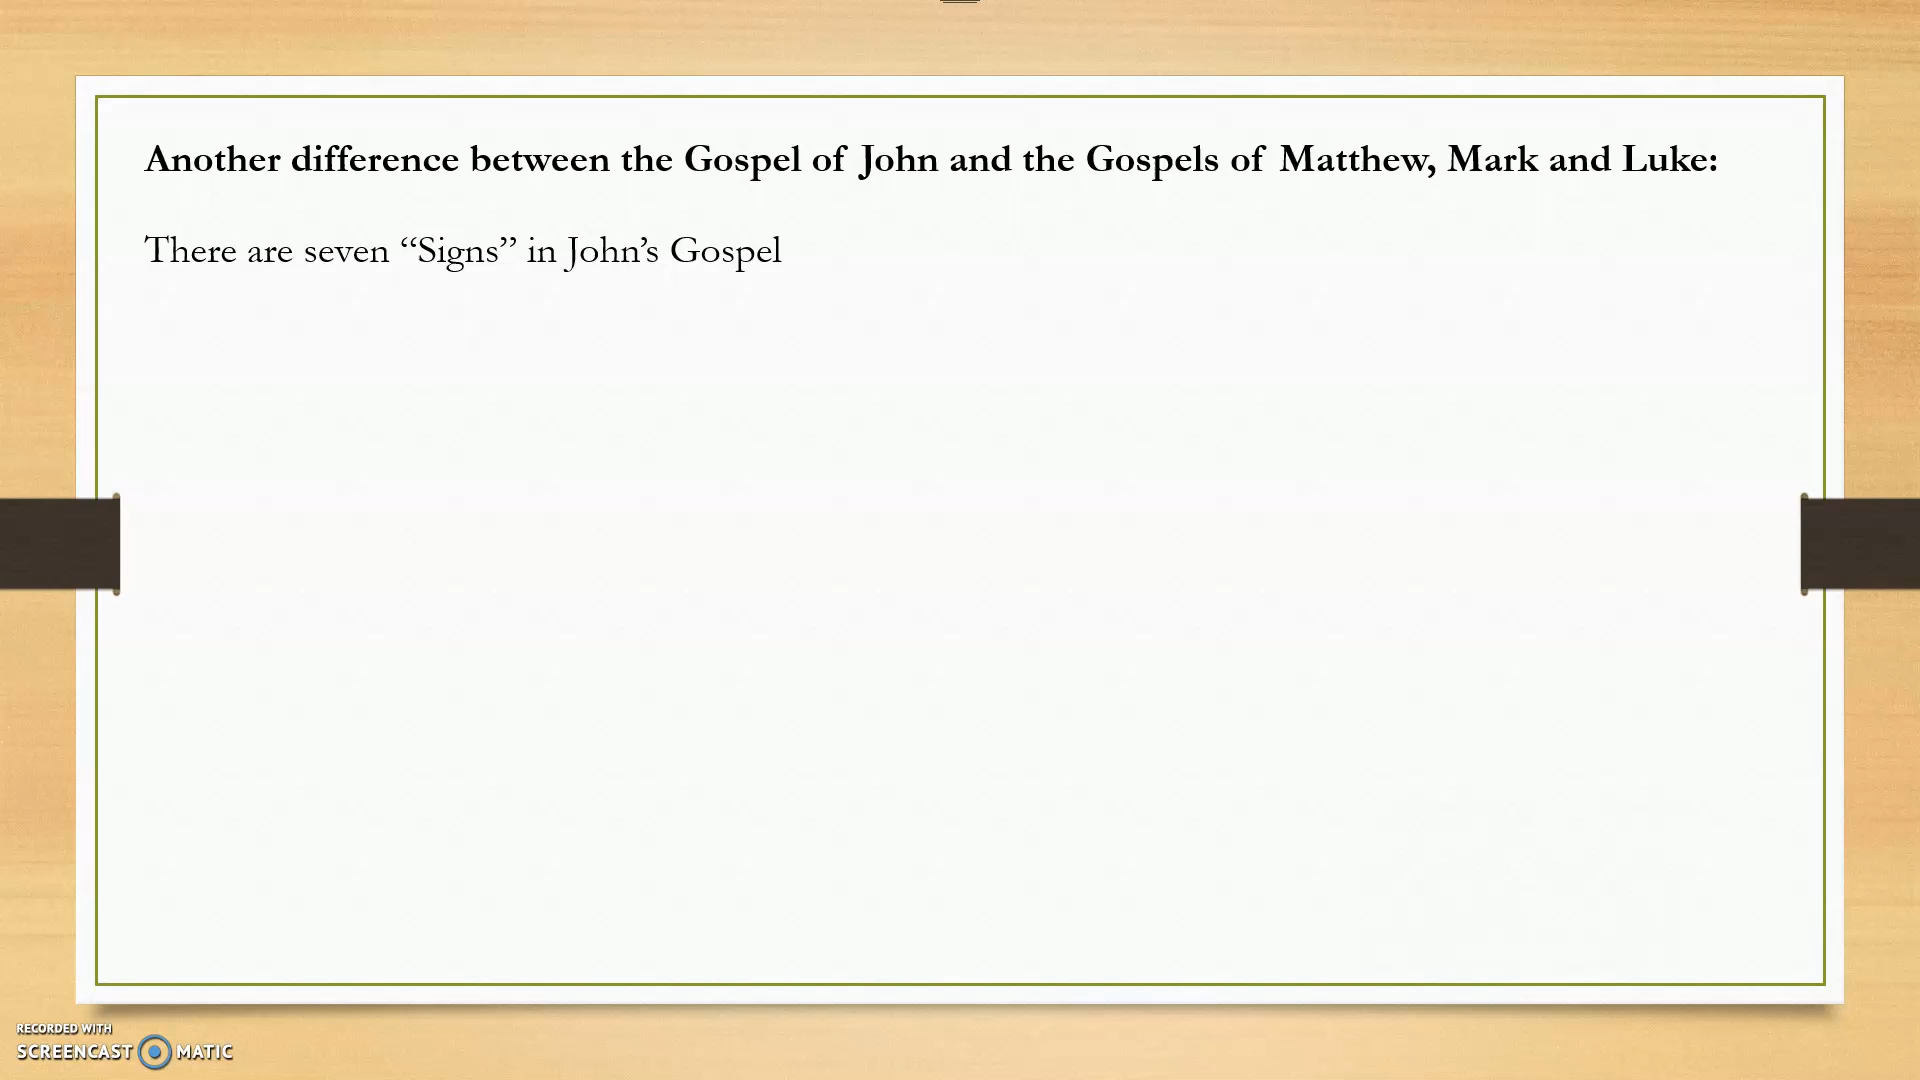 Another difference between the Gospel of John and the Gospels of Matthew, Mark and Luke:
There are seven “Signs” in John’s Gospel
RECORDED WITH
SCREENCAST MATIC